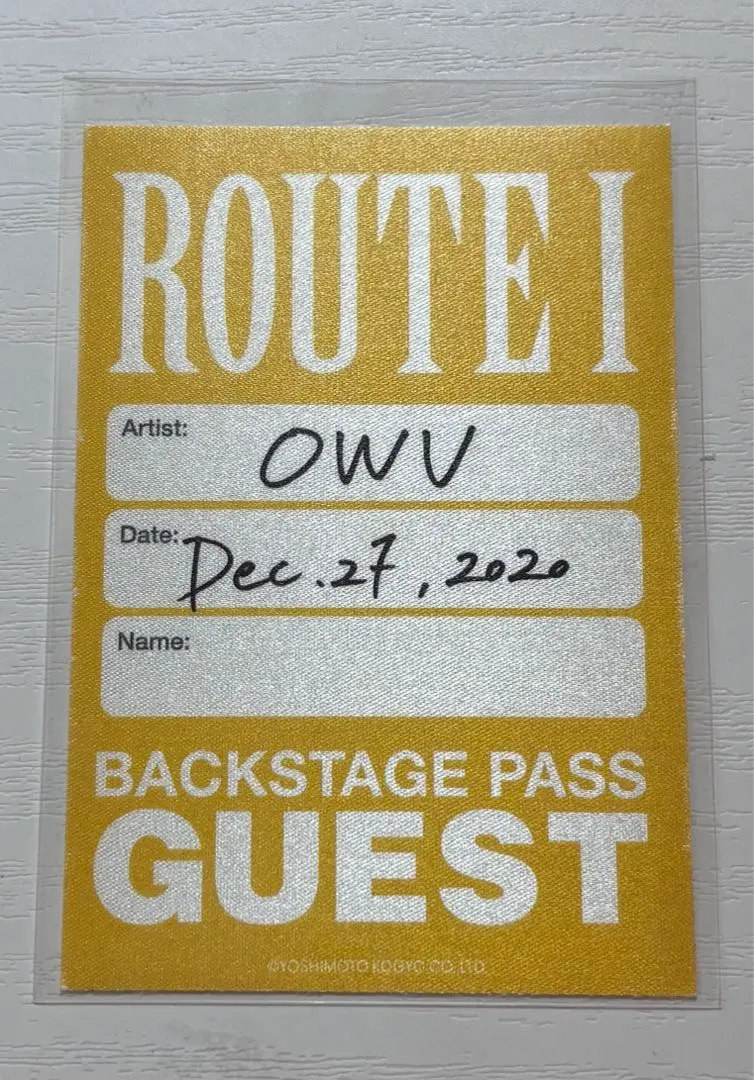 ROUTE I
Artist: OWV
Date: Dec. 27, 2020
Name:
BACKSTAGE PASS
GUEST
©YOSHIMOTO KOGYO CO.,LTD.